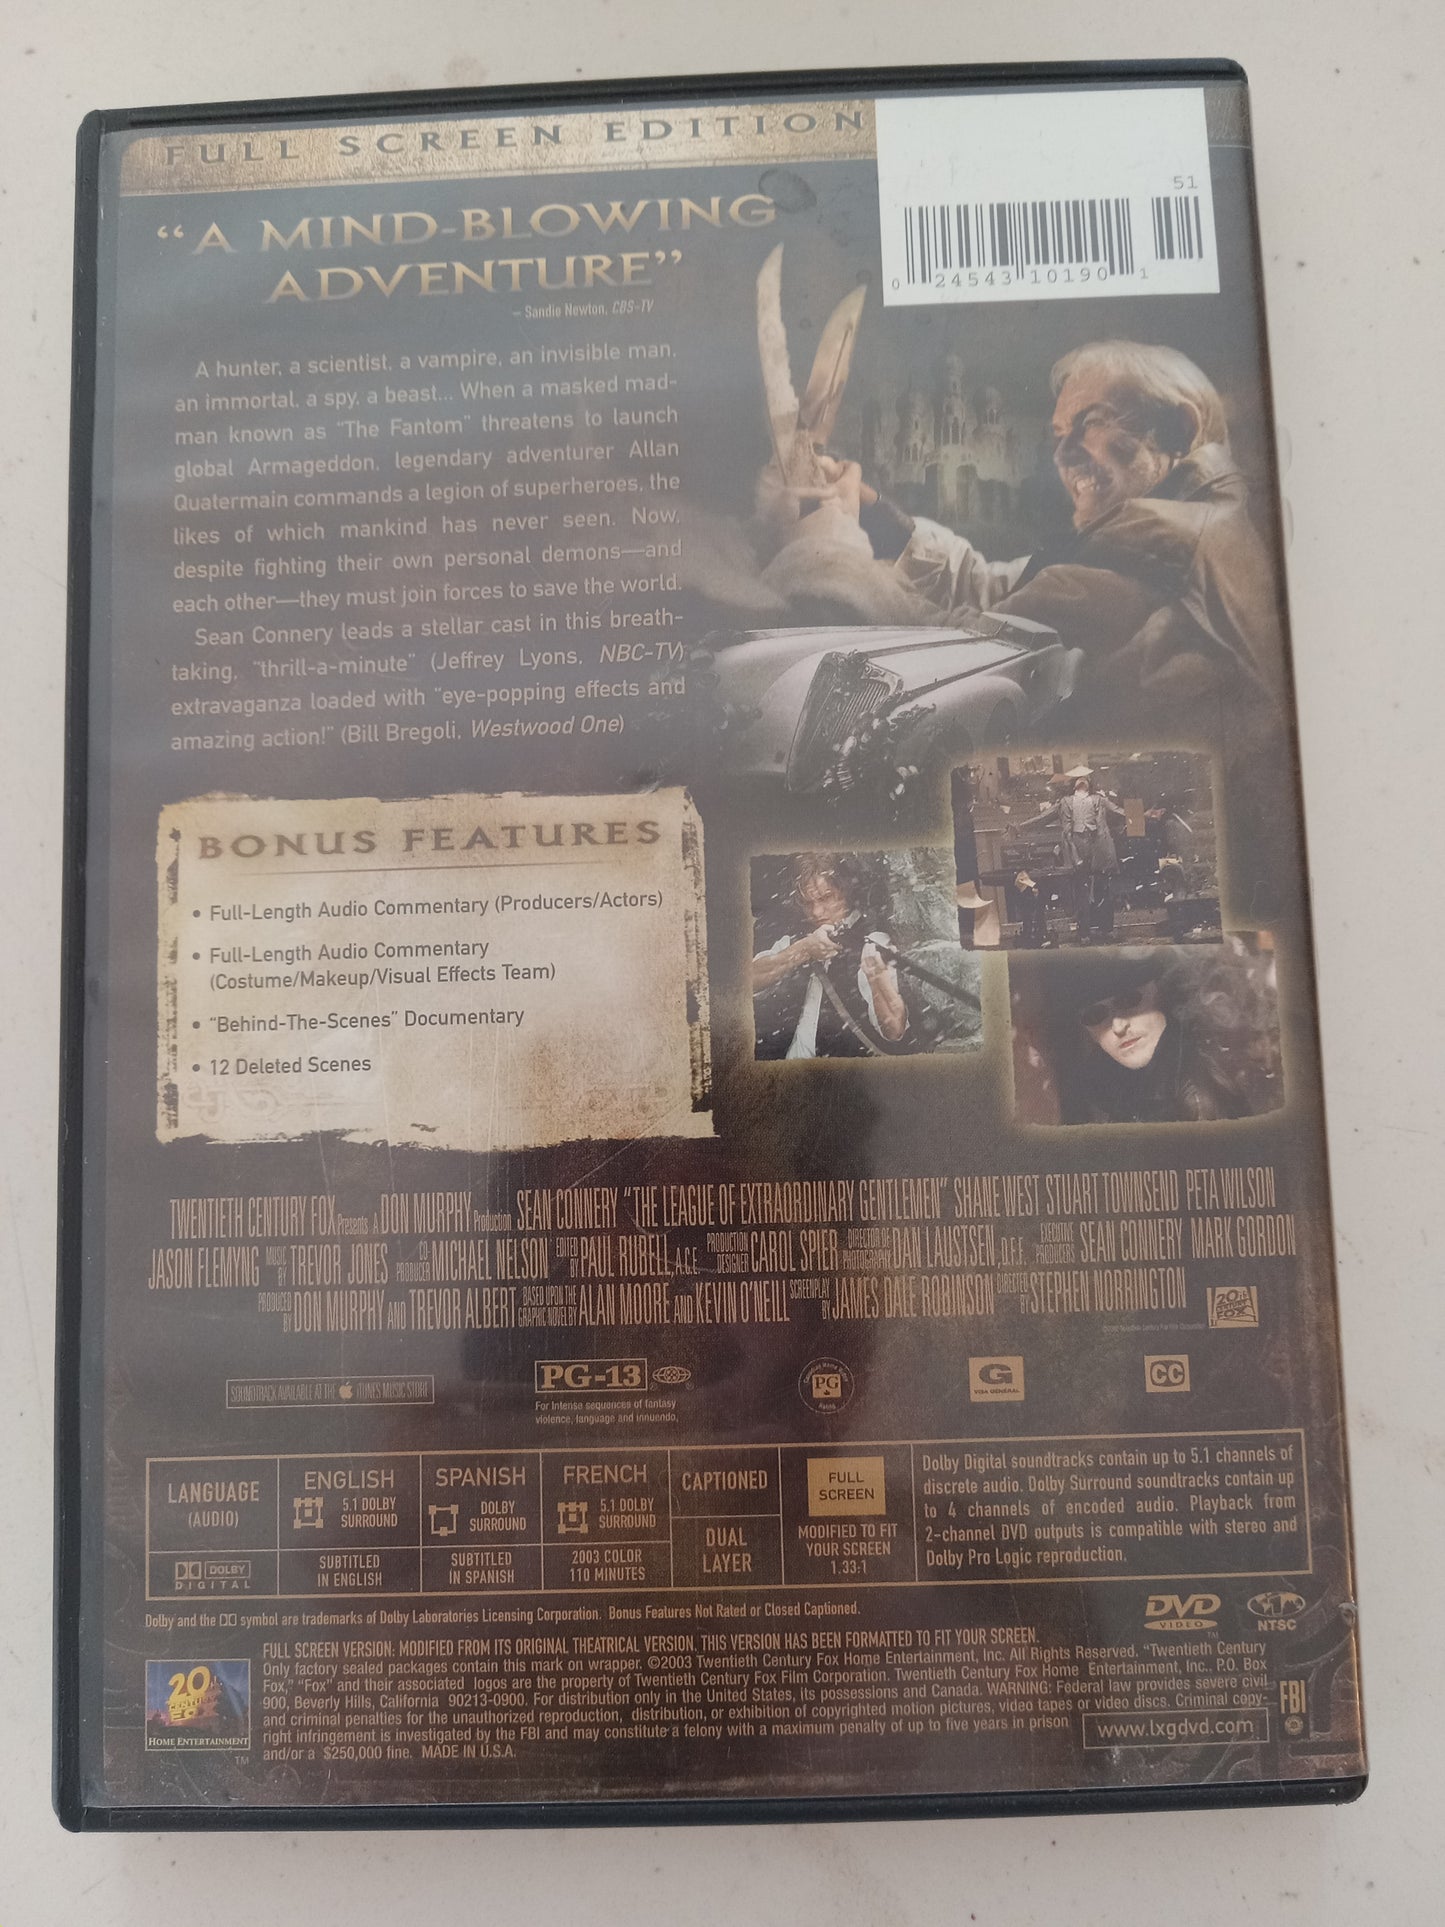 FULL SCREEN EDITION
51
0 24543 10190 1
“A MIND-BLOWING
ADVENTURE”
– Sandie Newton, CBS-TV
A hunter, a scientist, a vampire, an invisible man,
an immortal, a spy, a beast... When a masked mad-
man known as “The Fantom” threatens to launch
global Armageddon, legendary adventurer Allan
Quatermain commands a legion of superheroes, the
likes of which mankind has never seen. Now,
despite fighting their own personal demons—and
each other—they must join forces to save the world.
Sean Connery leads a stellar cast in this breath-
taking, “thrill-a-minute” (Jeffrey Lyons, NBC-TV)
extravaganza loaded with “eye-popping effects and
amazing action!” (Bill Bregoli, Westwood One)
BONUS FEATURES
• Full-Length Audio Commentary (Producers/Actors)
• Full-Length Audio Commentary
(Costume/Makeup/Visual Effects Team)
• “Behind-The-Scenes” Documentary
• 12 Deleted Scenes
TWENTIETH CENTURY FOX Presents A DON MURPHY Production SEAN CONNERY “THE LEAGUE OF EXTRAORDINARY GENTLEMEN” SHANE WEST STUART TOWNSEND PETA WILSON
JASON FLEMYNG MUSIC BY TREVOR JONES CO-PRODUCER MICHAEL NELSON EDITED BY PAUL RUBELL, A.C.E. PRODUCTION DESIGNER CAROL SPIER DIRECTOR OF PHOTOGRAPHY DAN LAUSTSEN, D.F.F. EXECUTIVE PRODUCERS SEAN CONNERY MARK GORDON
PRODUCED BY DON MURPHY AND TREVOR ALBERT BASED UPON THE GRAPHIC NOVEL BY ALAN MOORE AND KEVIN O’NEILL SCREENPLAY BY JAMES DALE ROBINSON DIRECTED BY STEPHEN NORRINGTON
20TH CENTURY FOX
SOUNDTRACK AVAILABLE AT THE iTUNES MUSIC STORE
PG-13
For Intense sequences of fantasy
violence, language and innuendo.
PG
G
VISA GENERAL
CC
LANGUAGE
(AUDIO)
ENGLISH
5.1 DOLBY
SURROUND
SPANISH
DOLBY
SURROUND
FRENCH
5.1 DOLBY
SURROUND
CAPTIONED
FULL
SCREEN
MODIFIED TO FIT
YOUR SCREEN
1.33:1
DOLBY
DIGITAL
SUBTITLED
IN ENGLISH
SUBTITLED
IN SPANISH
2003 COLOR
110 MINUTES
DUAL
LAYER
Dolby Digital soundtracks contain up to 5.1 channels of
discrete audio. Dolby Surround soundtracks contain up
to 4 channels of encoded audio. Playback from
2-channel DVD outputs is compatible with stereo and
Dolby Pro Logic reproduction.
Dolby and the DD symbol are trademarks of Dolby Laboratories Licensing Corporation. Bonus Features Not Rated or Closed Captioned.
DVD
VIDEO
TM
NTSC
FULL SCREEN VERSION: MODIFIED FROM ITS ORIGINAL THEATRICAL VERSION. THIS VERSION HAS BEEN FORMATTED TO FIT YOUR SCREEN.
Only factory sealed packages contain this mark on wrapper. ©2003 Twentieth Century Fox Home Entertainment, Inc. All Rights Reserved. “Twentieth Century
Fox,” “Fox” and their associated logos are the property of Twentieth Century Fox Film Corporation. Twentieth Century Fox Home Entertainment, Inc., P.O. Box
900, Beverly Hills, California 90213-0900. For distribution only in the United States, its possessions and Canada. WARNING: Federal law provides severe civil
and criminal penalties for the unauthorized reproduction, distribution, or exhibition of copyrighted motion pictures, video tapes or video discs. Criminal copy-
right infringement is investigated by the FBI and may constitute a felony with a maximum penalty of up to five years in prison
and/or a $250,000 fine. MADE IN U.S.A.
www.lxgdvd.com
FBI
20TH
CENTURY
FOX
HOME ENTERTAINMENT
TM